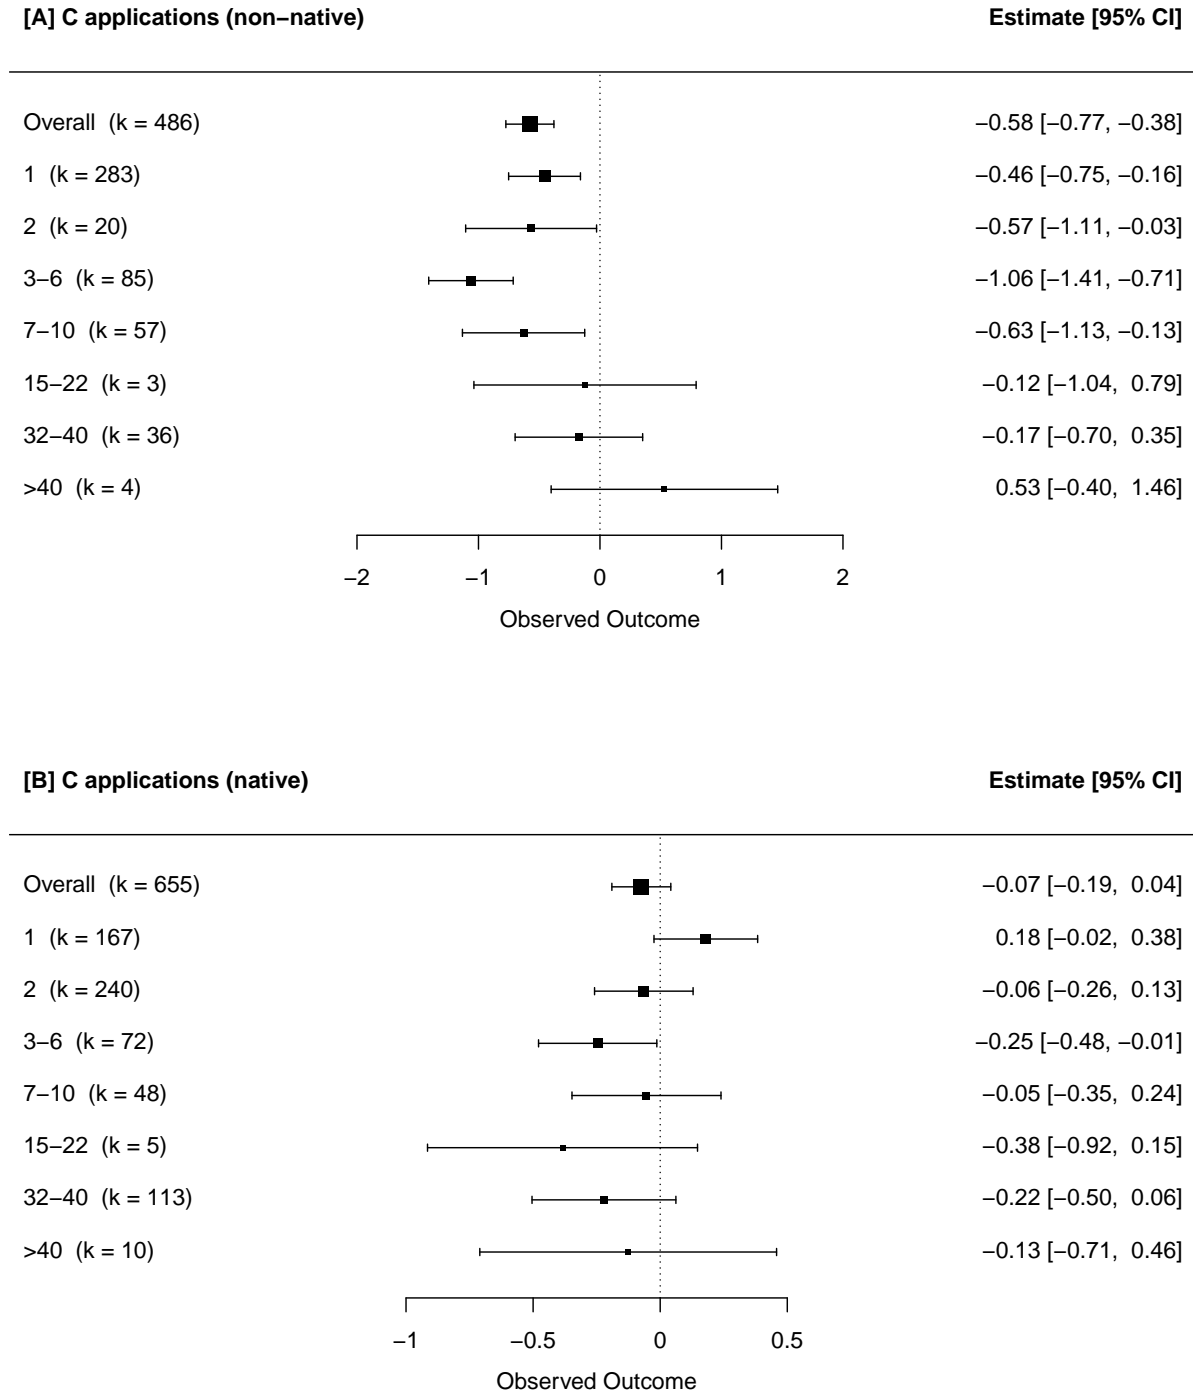 [A] C applications (non−native) Estimate [95% CI]
Overall (k = 486) −0.58 [−0.77, −0.38]
1 (k = 283) −0.46 [−0.75, −0.16]
2 (k = 20) −0.57 [−1.11, −0.03]
3−6 (k = 85) −1.06 [−1.41, −0.71]
7−10 (k = 57) −0.63 [−1.13, −0.13]
15−22 (k = 3) −0.12 [−1.04, 0.79]
32−40 (k = 36) −0.17 [−0.70, 0.35]
>40 (k = 4) 0.53 [−0.40, 1.46]
−2 −1 0 1 2
Observed Outcome
[B] C applications (native) Estimate [95% CI]
Overall (k = 655) −0.07 [−0.19, 0.04]
1 (k = 167) 0.18 [−0.02, 0.38]
2 (k = 240) −0.06 [−0.26, 0.13]
3−6 (k = 72) −0.25 [−0.48, −0.01]
7−10 (k = 48) −0.05 [−0.35, 0.24]
15−22 (k = 5) −0.38 [−0.92, 0.15]
32−40 (k = 113) −0.22 [−0.50, 0.06]
>40 (k = 10) −0.13 [−0.71, 0.46]
−1 −0.5 0 0.5
Observed Outcome